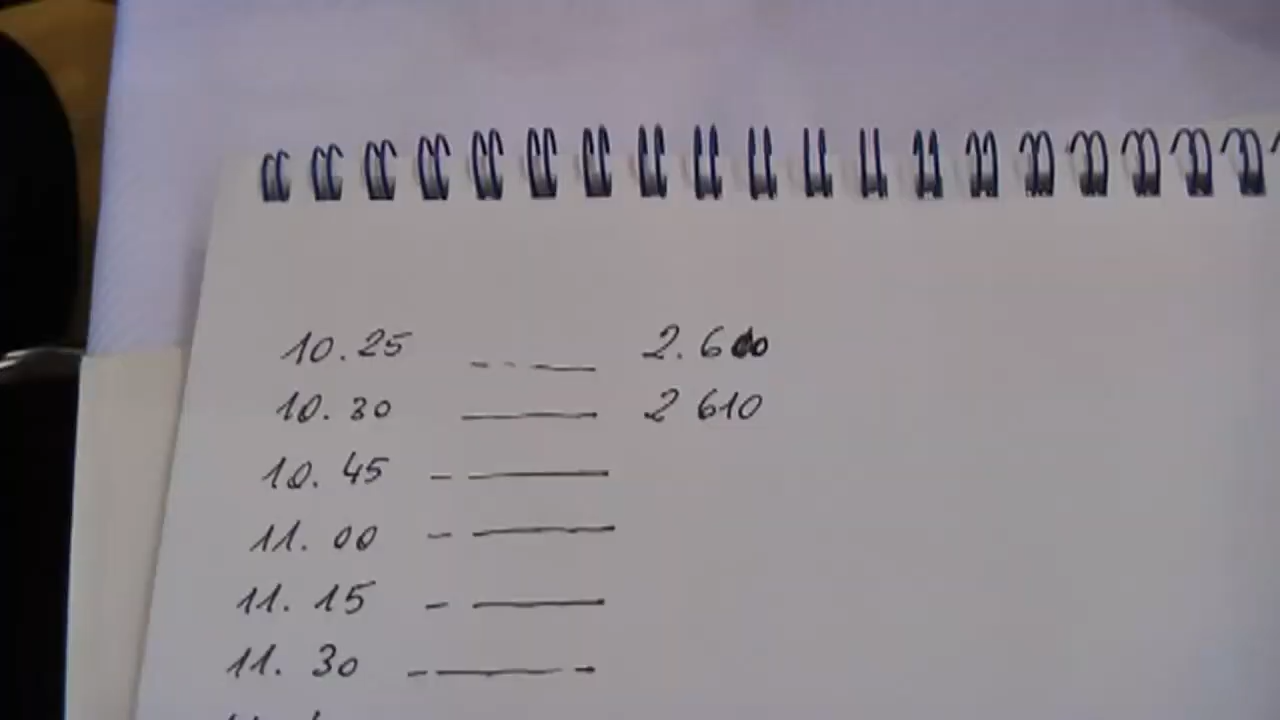 10.25 --- 2.600
10.30 — 2 610
10.45 -—
11.00 -—
11.15 -—
11.30 -—-